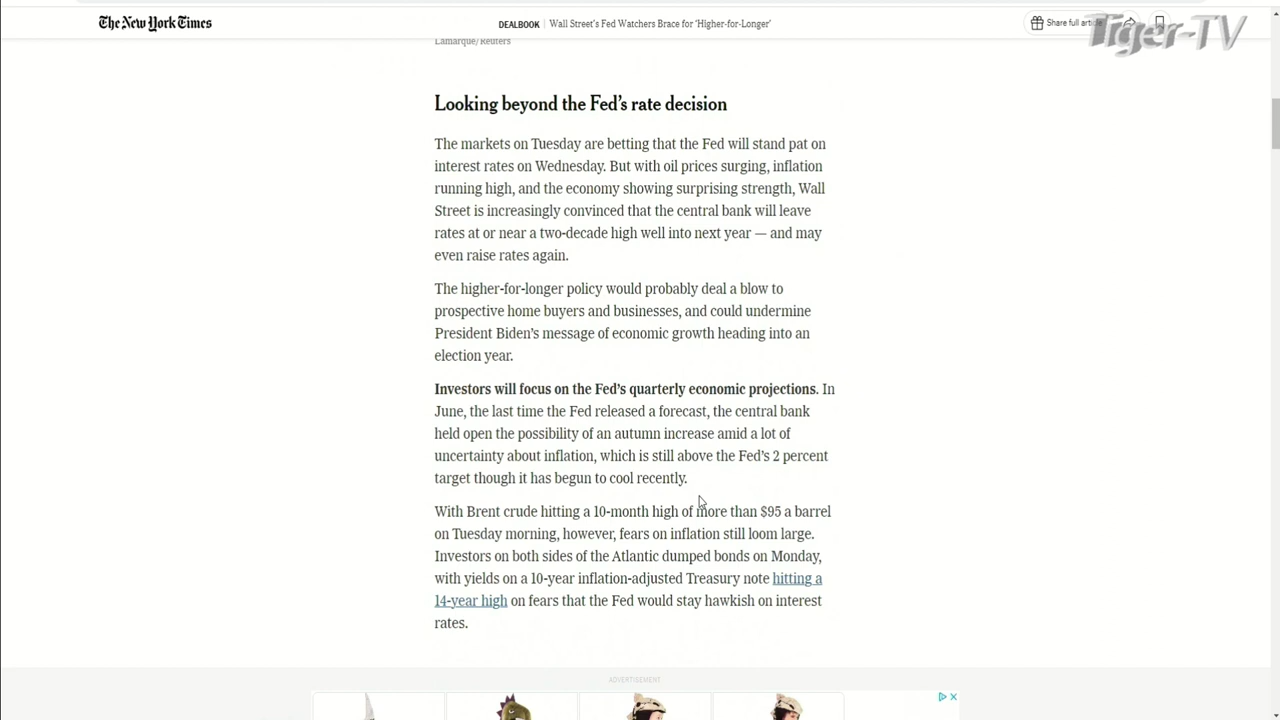 The New York Times
DEALBOOK | Wall Street's Fed Watchers Brace for 'Higher-for-Longer'
Share full article
Tiger-TV
Lamarque/Reuters
Looking beyond the Fed's rate decision
The markets on Tuesday are betting that the Fed will stand pat on
interest rates on Wednesday. But with oil prices surging, inflation
running high, and the economy showing surprising strength, Wall
Street is increasingly convinced that the central bank will leave
rates at or near a two-decade high well into next year — and may
even raise rates again.
The higher-for-longer policy would probably deal a blow to
prospective home buyers and businesses, and could undermine
President Biden's message of economic growth heading into an
election year.
Investors will focus on the Fed's quarterly economic projections. In
June, the last time the Fed released a forecast, the central bank
held open the possibility of an autumn increase amid a lot of
uncertainty about inflation, which is still above the Fed's 2 percent
target though it has begun to cool recently.
With Brent crude hitting a 10-month high of more than $95 a barrel
on Tuesday morning, however, fears on inflation still loom large.
Investors on both sides of the Atlantic dumped bonds on Monday,
with yields on a 10-year inflation-adjusted Treasury note hitting a
14-year high on fears that the Fed would stay hawkish on interest
rates.
ADVERTISEMENT